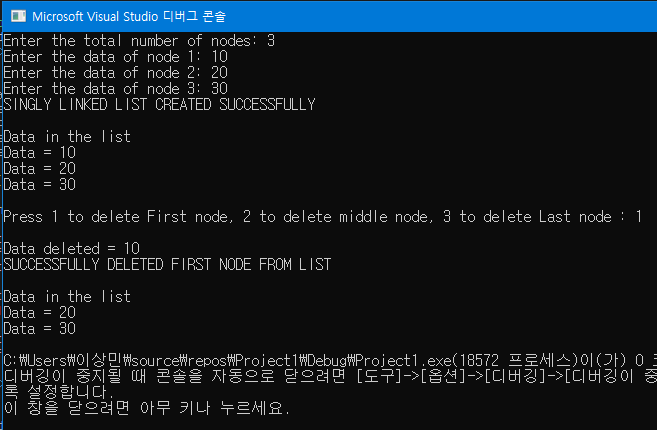 Microsoft Visual Studio 디버그 콘솔
Enter the total number of nodes: 3
Enter the data of node 1: 10
Enter the data of node 2: 20
Enter the data of node 3: 30
SINGLY LINKED LIST CREATED SUCCESSFULLY
Data in the list
Data = 10
Data = 20
Data = 30
Press 1 to delete First node, 2 to delete middle node, 3 to delete Last node : 1
Data deleted = 10
SUCCESSFULLY DELETED FIRST NODE FROM LIST
Data in the list
Data = 20
Data = 30
C:₩Users₩이상민₩source₩repos₩Project1₩Debug₩Project1.exe(18572 프로세스)이(가) 0
디버깅이 중지될 때 콘솔을 자동으로 닫으려면 [도구]->[옵션]->[디버깅]->[디버깅이 중
록 설정합니다.
이 창을 닫으려면 아무 키나 누르세요.